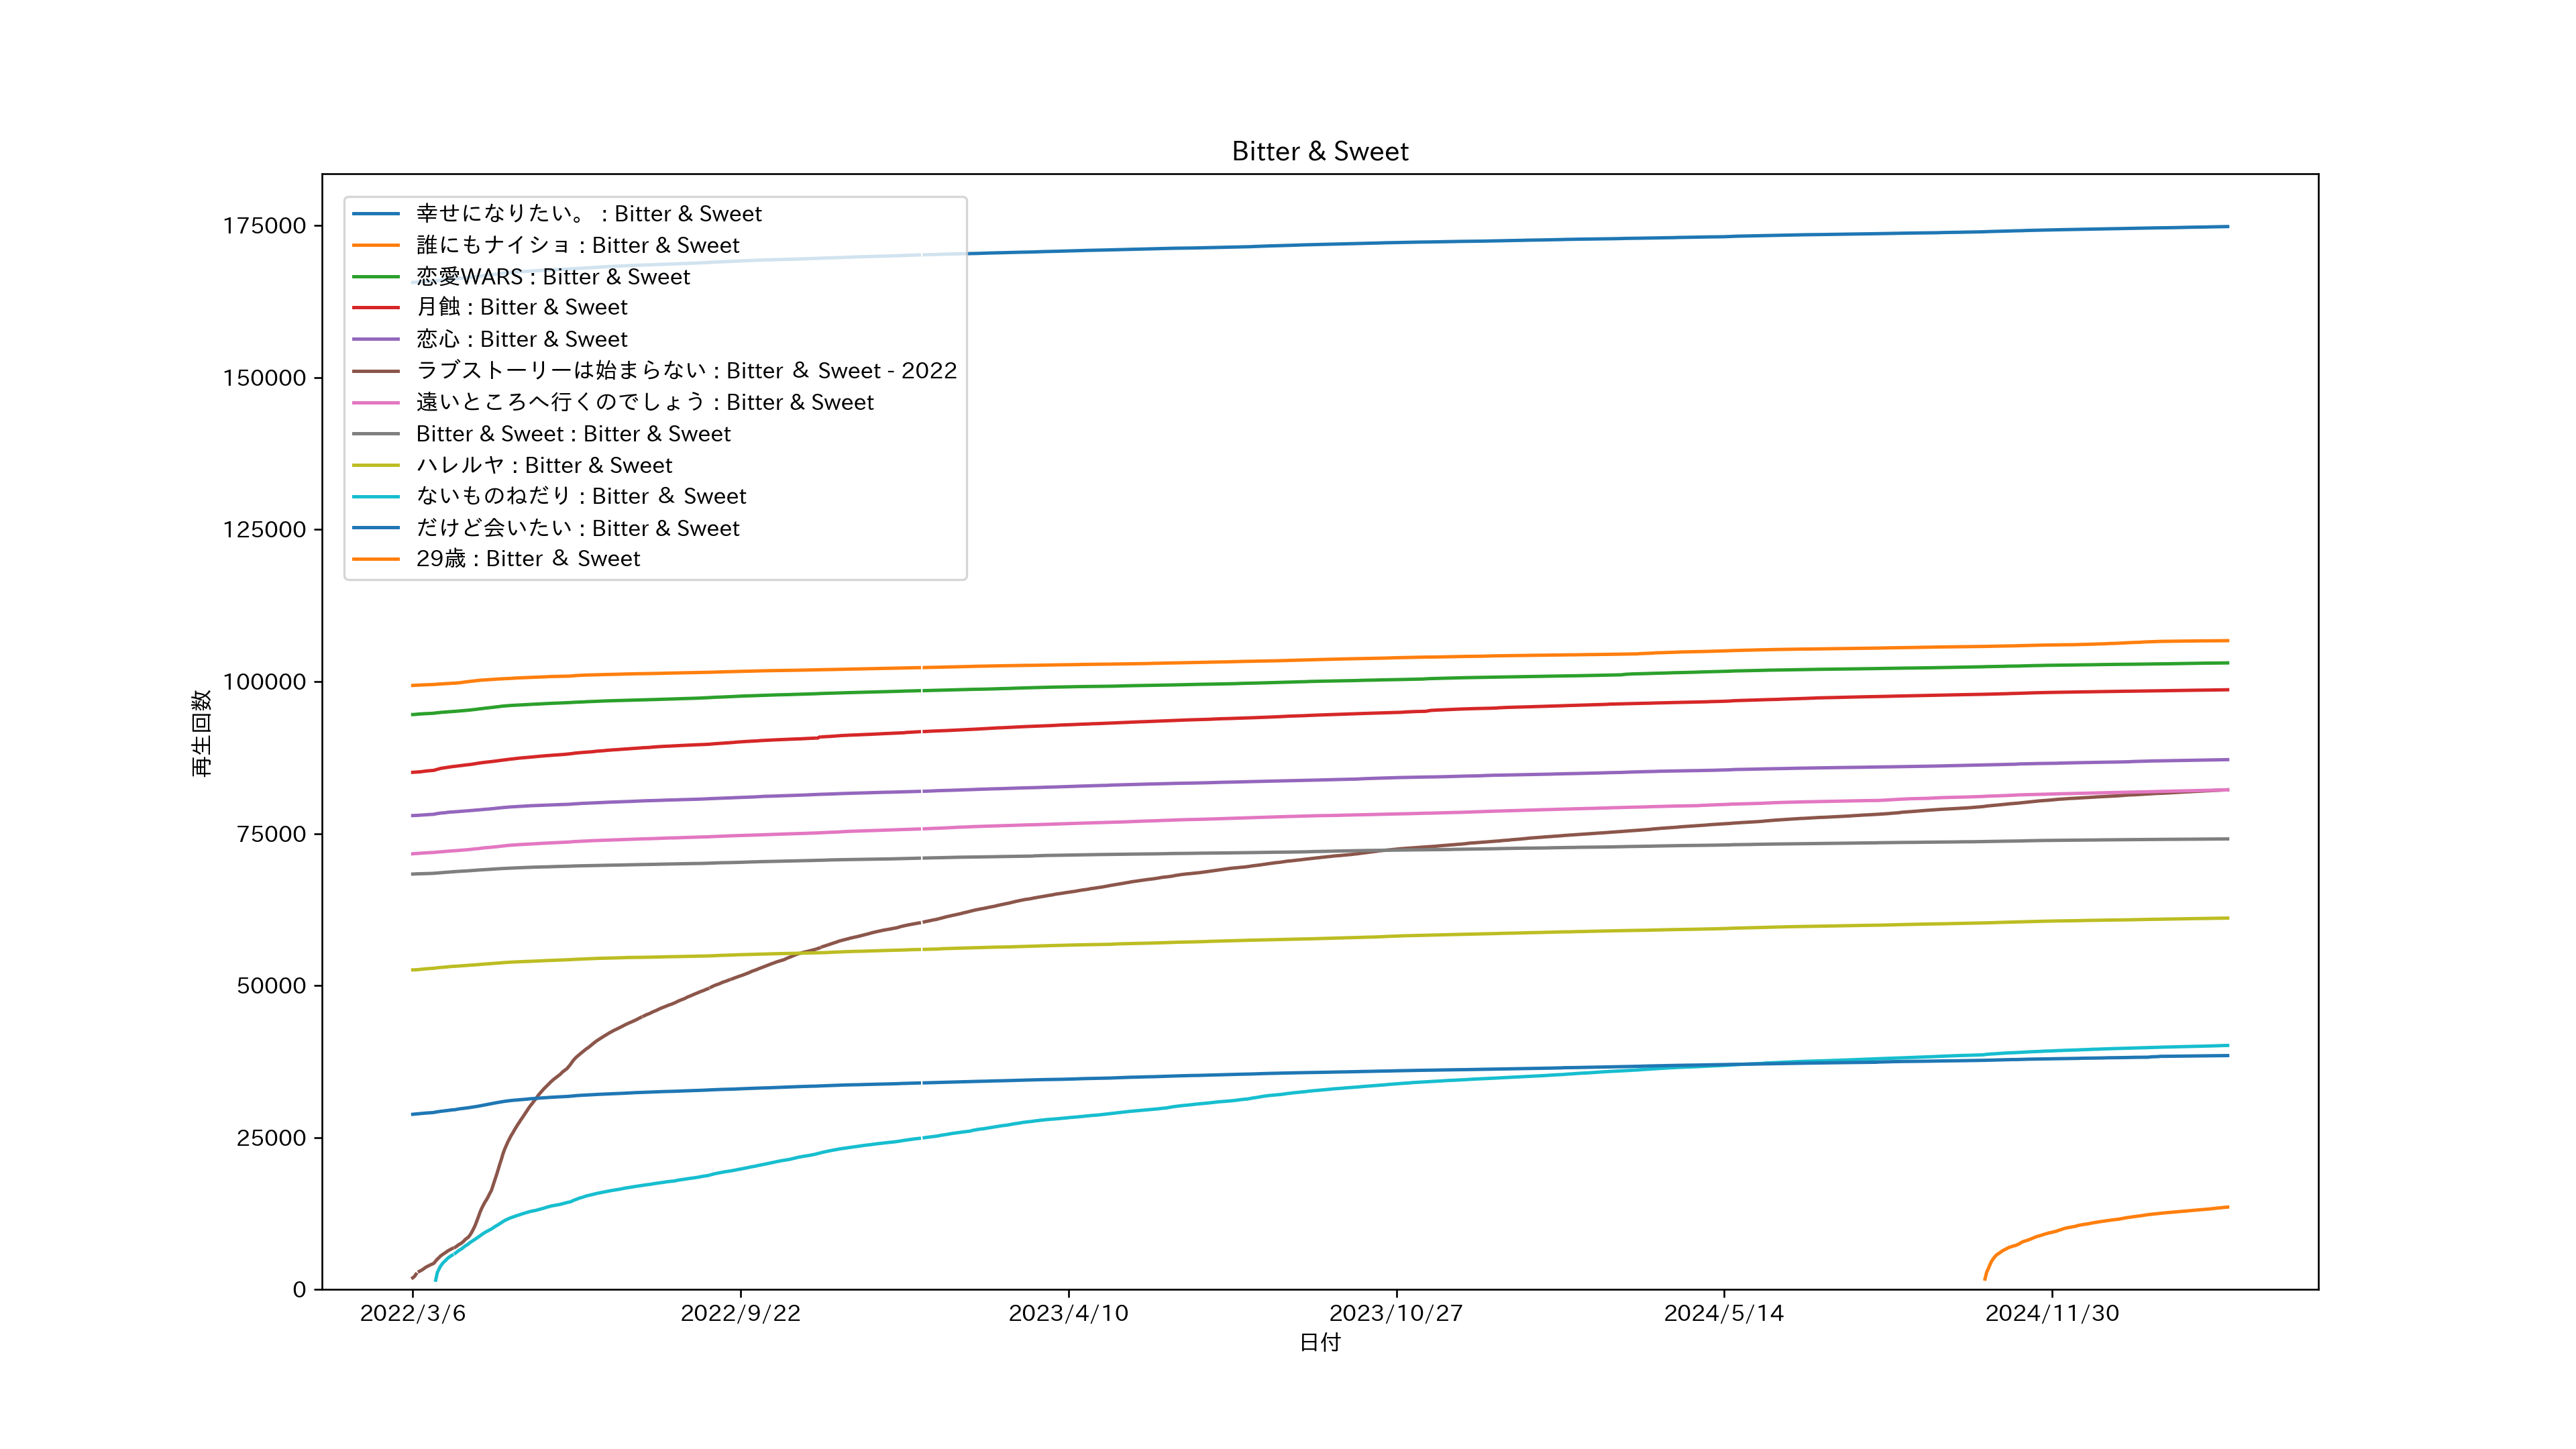 Bitter & Sweet
175000
150000
125000
100000
75000
50000
25000
0
再生回数
幸せになりたい。 : Bitter & Sweet
誰にもナイショ : Bitter & Sweet
恋愛WARS : Bitter & Sweet
月蝕 : Bitter & Sweet
恋心 : Bitter & Sweet
ラブストーリーは始まらない : Bitter ＆ Sweet - 2022
遠いところへ行くのでしょう : Bitter & Sweet
Bitter & Sweet : Bitter & Sweet
ハレルヤ : Bitter & Sweet
ないものねだり : Bitter ＆ Sweet
だけど会いたい : Bitter & Sweet
29歳 : Bitter ＆ Sweet
2022/3/6 2022/9/22 2023/4/10 2023/10/27 2024/5/14 2024/11/30
日付